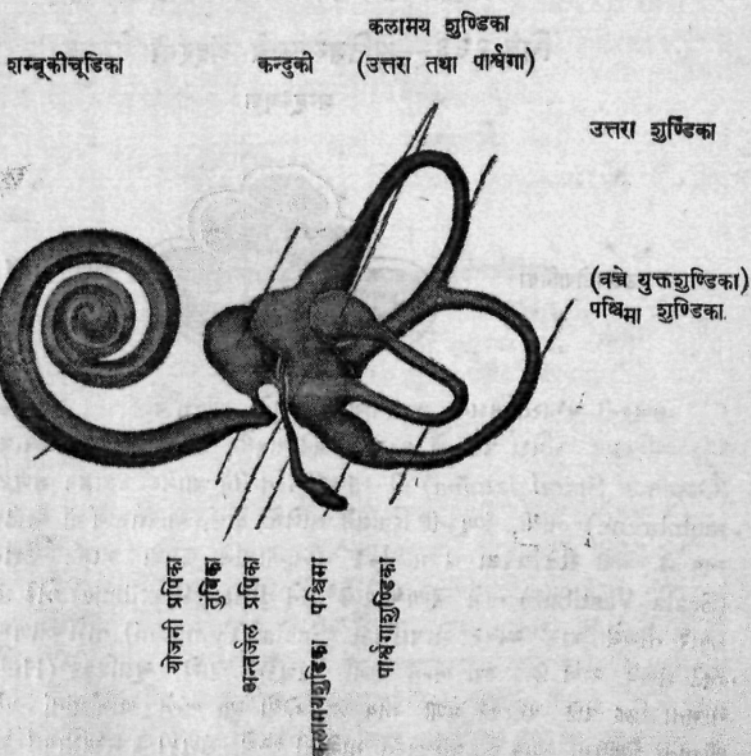 कलामय शुण्डिका
शम्बूकीचूडिका कन्दुकी (उत्तरा तथा पार्श्वगा)
उत्तरा शुण्डिका
(वचे युक्तशुण्डिका)
पश्चिमा शुण्डिका.
योजनी प्रपिका
तुंबिका
अन्तर्जल प्रपिका
कलामयशुण्डिका पश्चिमा
पार्श्वगाशुण्डिका